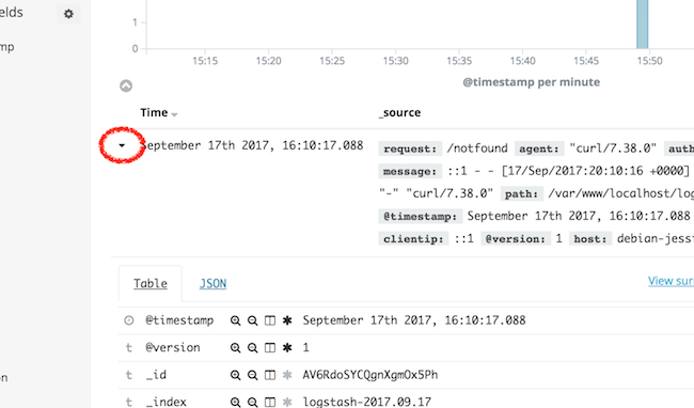 elds
mp
on
1
0
15:15 15:20 15:25 15:30 15:35 15:40 15:45 15:50
@timestamp per minute
Time _source
September 17th 2017, 16:10:17.088 request: /notfound agent: "curl/7.38.0" auth
message: ::1 - - [17/Sep/2017:20:10:16 +0000]
"-" "curl/7.38.0" path: /var/www/localhost/log
@timestamp: September 17th 2017, 16:10:17.088
clientip: ::1 @version: 1 host: debian-jess
Table JSON View sur
@timestamp September 17th 2017, 16:10:17.088
t @version 1
t _id AV6RdoSYCQgnXgmOx5Ph
t _index logstash-2017.09.17